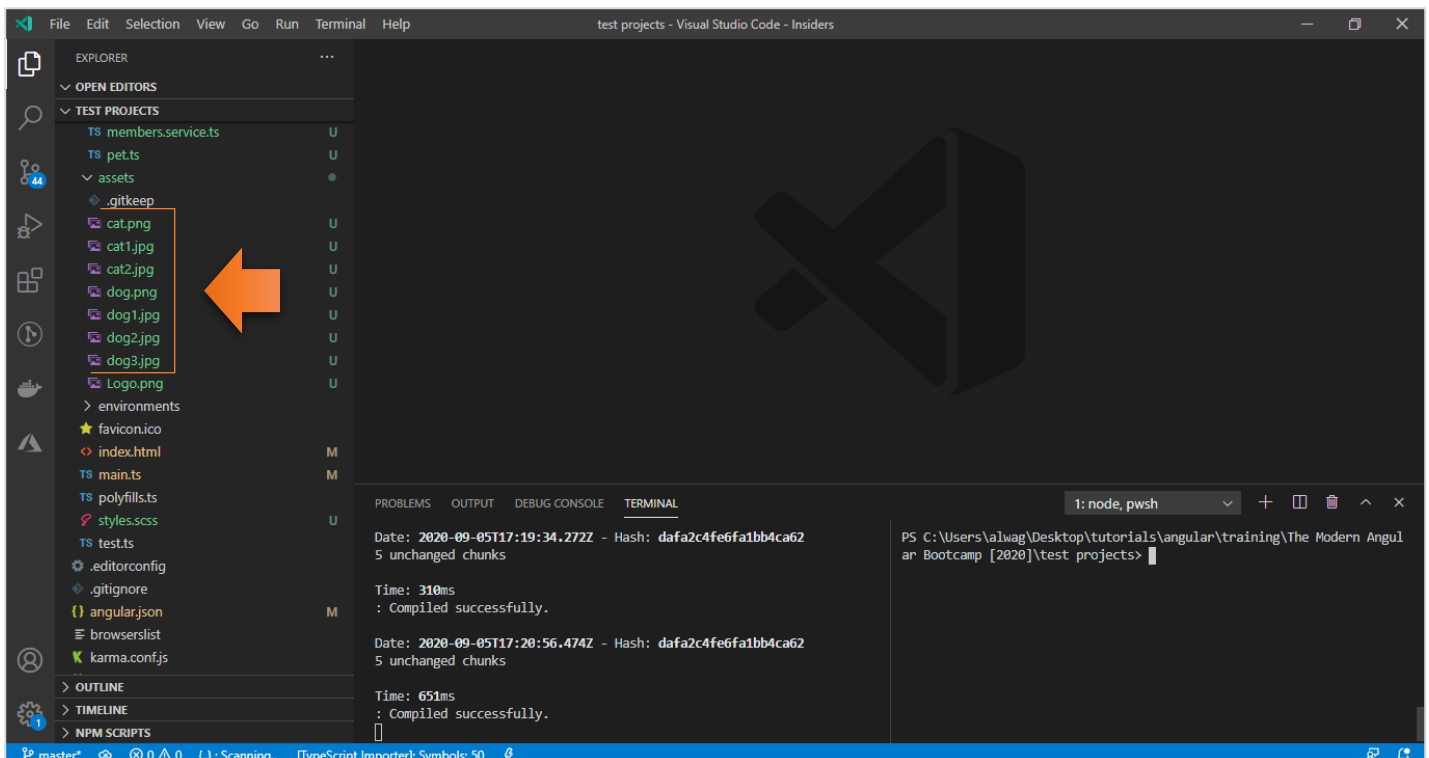 File Edit Selection View Go Run Terminal Help
test projects - Visual Studio Code - Insiders
EXPLORER
OPEN EDITORS
TEST PROJECTS
TS members.service.ts U
TS pet.ts U
assets
.gitkeep
cat.png U
cat1.jpg U
cat2.jpg U
dog.png U
dog1.jpg U
dog2.jpg U
dog3.jpg U
Logo.png U
environments
favicon.ico
<> index.html M
TS main.ts M
TS polyfills.ts
styles.scss U
TS test.ts
.editorconfig
.gitignore
{} angular.json M
browserslist
karma.conf.js
OUTLINE
TIMELINE
NPM SCRIPTS
44
1
PROBLEMS OUTPUT DEBUG CONSOLE TERMINAL
1: node, pwsh
Date: 2020-09-05T17:19:34.272Z - Hash: dafa2c4fe6fa1bb4ca62
5 unchanged chunks
Time: 310ms
: Compiled successfully.
Date: 2020-09-05T17:20:56.474Z - Hash: dafa2c4fe6fa1bb4ca62
5 unchanged chunks
Time: 651ms
: Compiled successfully.
PS C:\Users\alwag\Desktop\tutorials\angular\training\The Modern Angul
ar Bootcamp [2020]\test projects>
master* 0 0 { } : Scanning.. [TypeScript Importer]: Symbols: 50